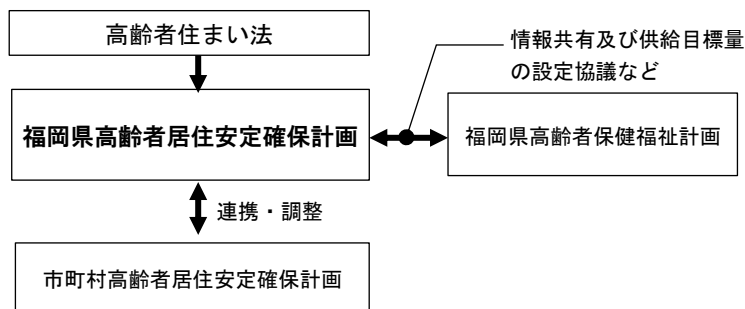 高齢者住まい法
情報共有及び供給目標量
の設定協議など
福岡県高齢者居住安定確保計画
福岡県高齢者保健福祉計画
連携・調整
市町村高齢者居住安定確保計画